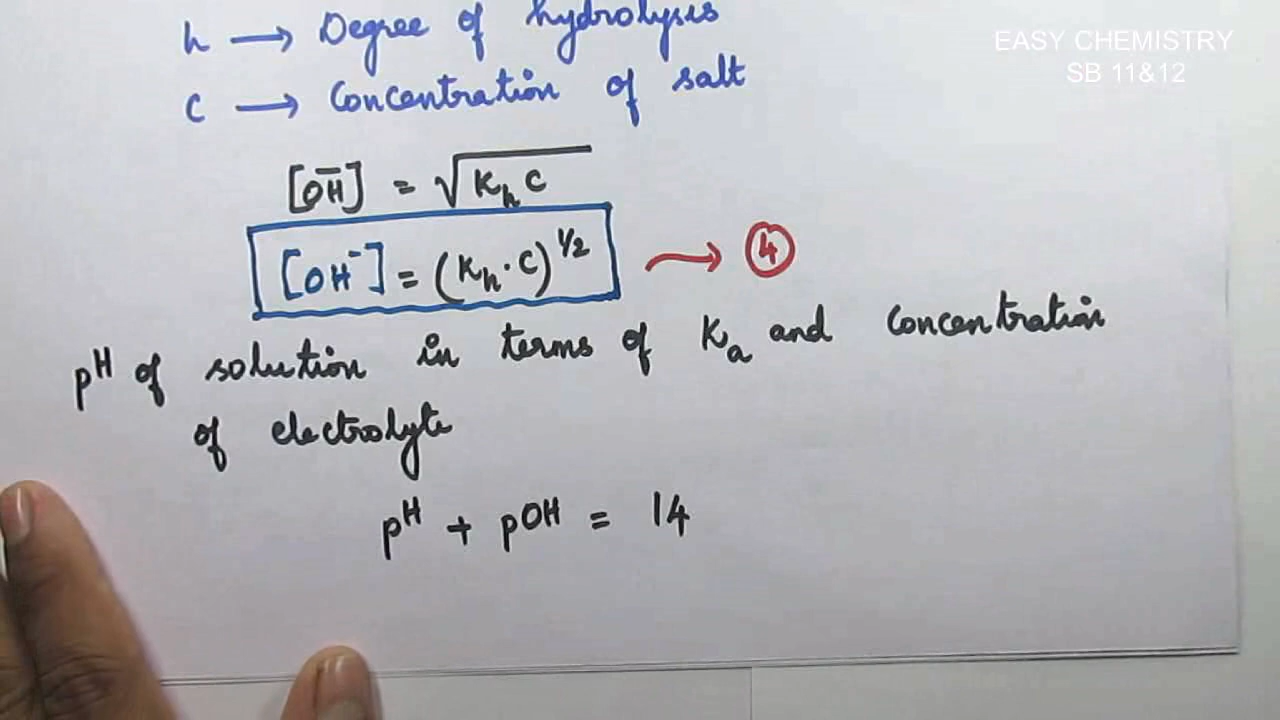 h → Degree of hydrolysis
EASY CHEMISTRY
SB 11&12
C → Concentration of salt
[OH⁻] = √(Kₕ C)
[OH⁻] = (Kₕ · C)^1/2 → ④
pH of solution in terms of Kₐ and concentration
of electrolyte
pH + pOH = 14